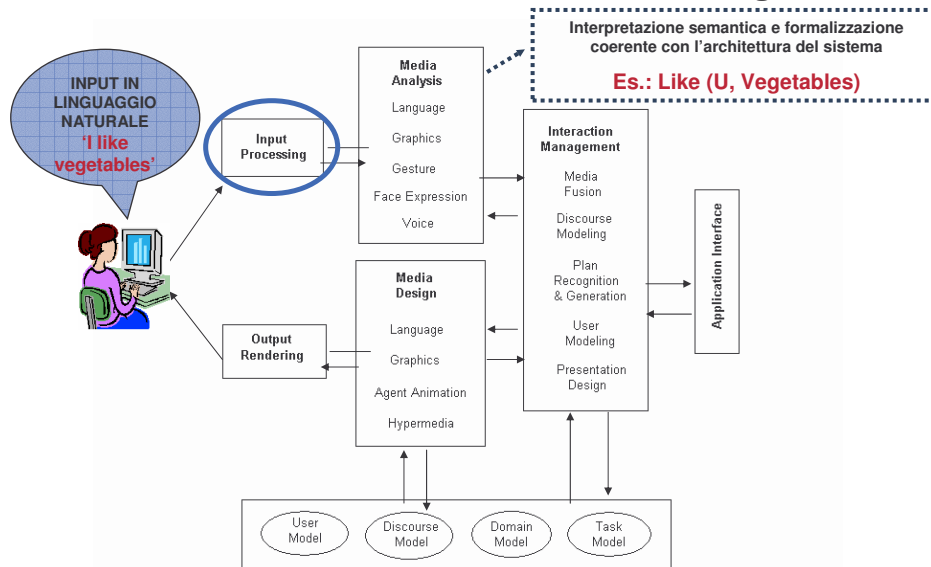 Interpretazione semantica e formalizzazione
coerente con l'architettura del sistema
Es.: Like (U, Vegetables)
INPUT IN
LINGUAGGIO
NATURALE
'I like
vegetables'
Input
Processing
Media
Analysis
Language
Graphics
Gesture
Face Expression
Voice
Interaction
Management
Media
Fusion
Discourse
Modeling
Plan
Recognition
& Generation
User
Modeling
Presentation
Design
Application Interface
Media
Design
Language
Graphics
Agent Animation
Hypermedia
Output
Rendering
User
Model
Discourse
Model
Domain
Model
Task
Model